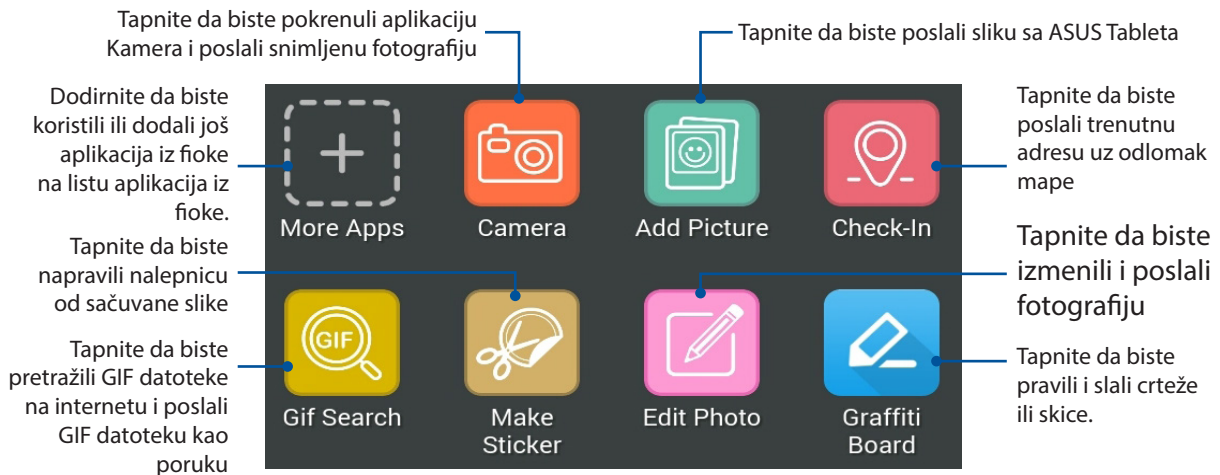 Tapnite da biste pokrenuli aplikaciju
Kamera i poslali snimljenu fotografiju
Tapnite da biste poslali sliku sa ASUS Tableta
Dodirnite da biste
koristili ili dodali još
aplikacija iz fioke
na listu aplikacija iz
fioke.
Tapnite da biste
poslali trenutnu
adresu uz odlomak
mape
More Apps
Camera
Add Picture
Check-In
Tapnite da biste
napravili nalepnicu
od sačuvane slike
Tapnite da biste
izmenili i poslali
fotografiju
Tapnite da biste
pretražili GIF datoteke
na internetu i poslali
GIF datoteku kao
poruku
GIF
Gif Search
Make
Sticker
Edit Photo
Graffiti
Board
Tapnite da biste
pravili i slali crteže
ili skice.